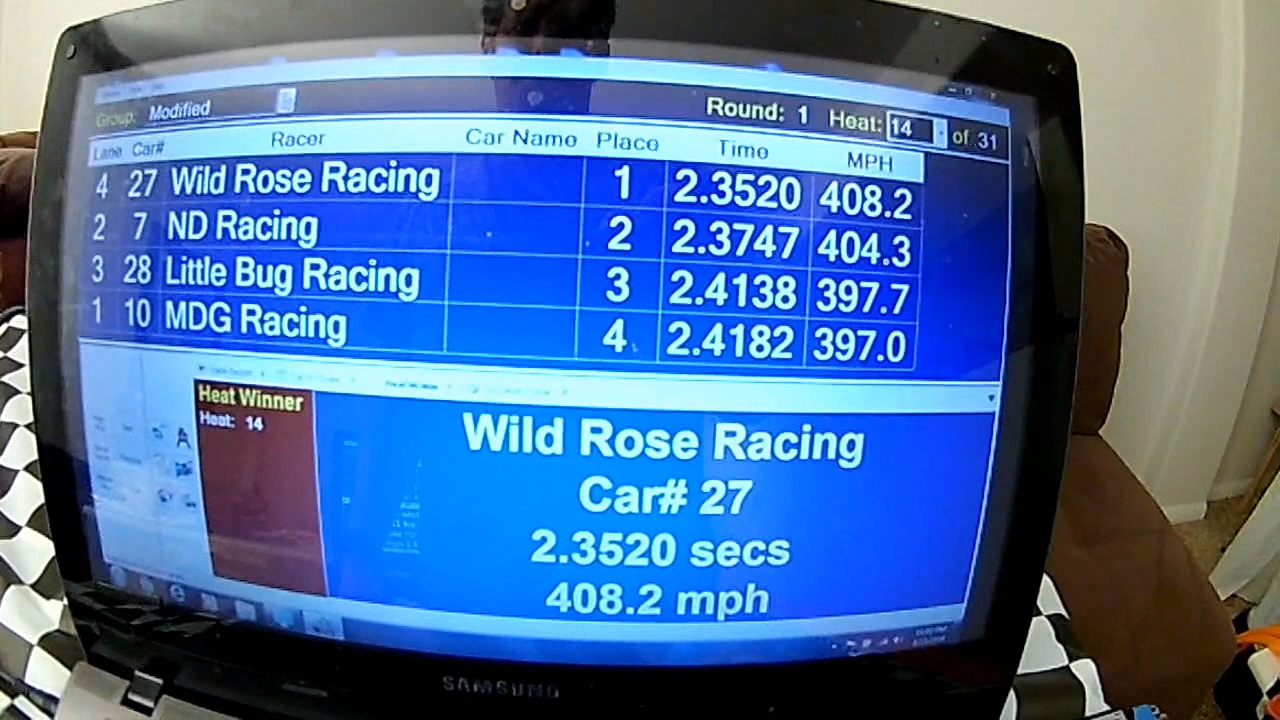 Group: Modified Round: 1 Heat: 14 of 31
Lane Car# Racer Car Name Place Time MPH
4 27 Wild Rose Racing 1 2.3520 408.2
2 7 ND Racing 2 2.3747 404.3
3 28 Little Bug Racing 3 2.4138 397.7
1 10 MDG Racing 4 2.4182 397.0
Heat Winner
Heat: 14
Wild Rose Racing
Car# 27
2.3520 secs
408.2 mph
SAMSUNG